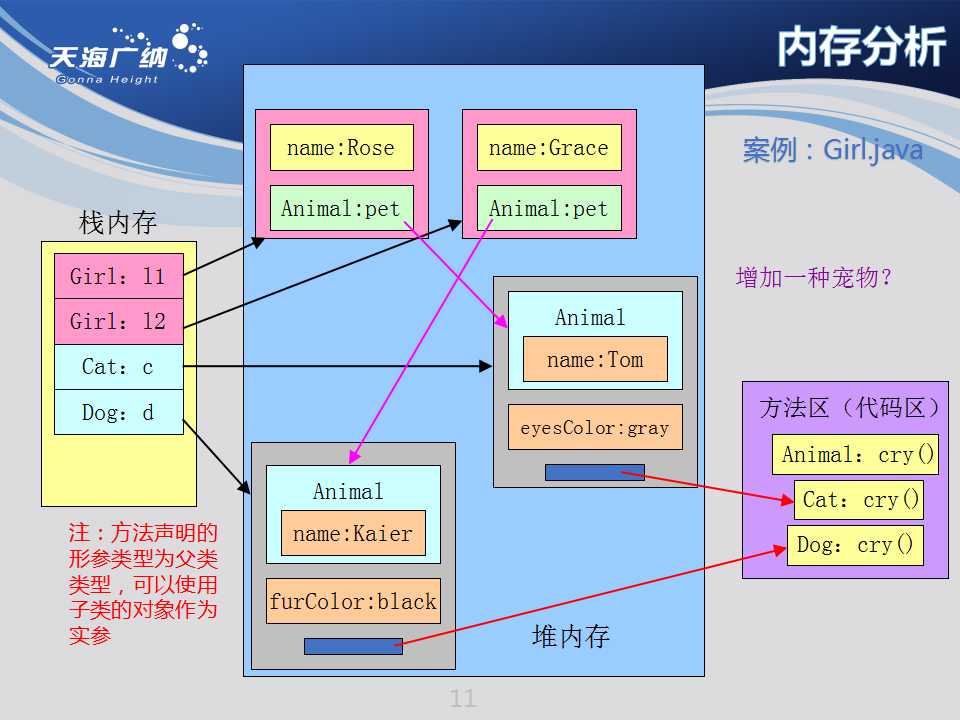 天海广纳
Gonna Height
内存分析
案例：Girl.java
name:Rose
name:Grace
Animal:pet
Animal:pet
栈内存
Girl: l1
Girl: l2
Cat: c
Dog: d
增加一种宠物？
Animal
name:Tom
eyesColor:gray
方法区（代码区）
Animal: cry()
Cat: cry()
Dog: cry()
Animal
name:Kaier
furColor:black
堆内存
注：方法声明的
形参类型为父类
类型，可以使用
子类的对象作为
实参
11